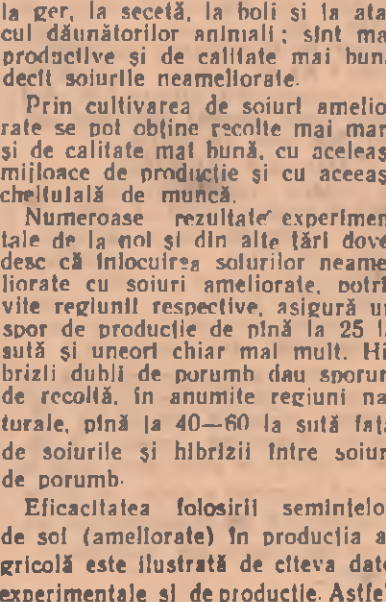 la ger, la secetă, la boli și la ata
cul dăunătorilor animali; sînt ma
productive și de calitate mai bun
decît soiurile neameliorate.
Prin cultivarea de soiuri amelio
rate se pot obține recolte mai mar
și de calitate mai bună, cu aceleaș
mijloace de producție și cu aceeaș
cheltuială de muncă.
Numeroase rezultate experimen
tale de la noi și din alte țări dove
desc că înlocuirea soiurilor neame
liorate cu soiuri ameliorate, potri
vite regiunii respective, asigură u
spor de producție de pînă la 25 l
sută și uneori chiar mai mult. Hi
brizii dubli de porumb dau sporur
de recoltă, în anumite regiuni na
turale, pînă la 40—60 la sută faț
de soiurile și hibrizii între soiur
de porumb.
Eficacitatea folosirii semințelo
de soi (ameliorate) în producția a
gricolă este ilustrată de cîteva dat
experimentale și de producție. Astfel